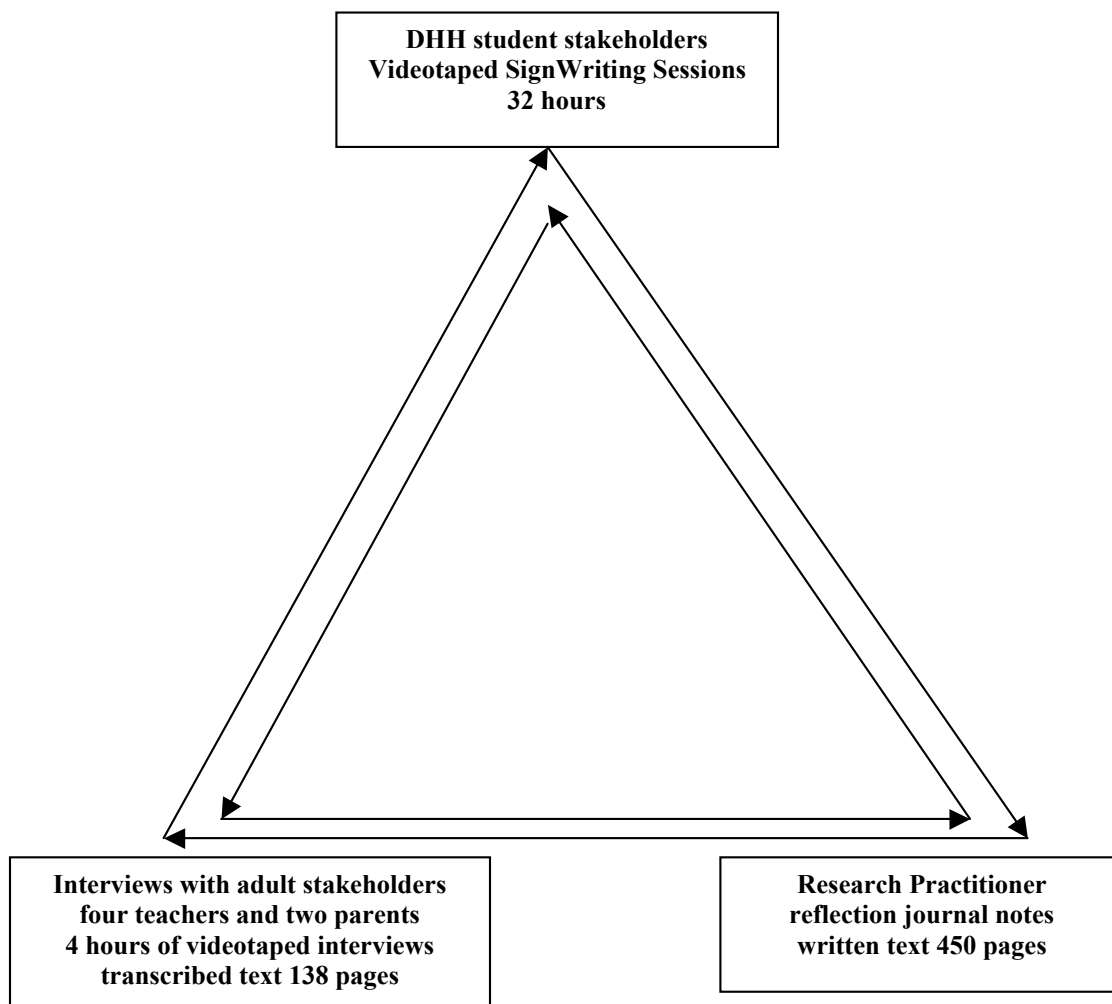 DHH student stakeholders
Videotaped SignWriting Sessions
32 hours
Interviews with adult stakeholders
four teachers and two parents
4 hours of videotaped interviews
transcribed text 138 pages
Research Practitioner
reflection journal notes
written text 450 pages